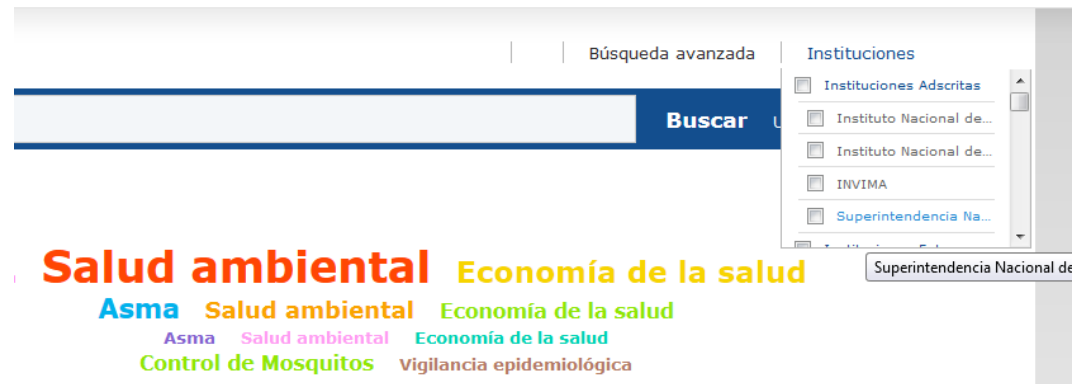 Búsqueda avanzada Instituciones
Instituciones Adscritas
Buscar
Instituto Nacional de...
Instituto Nacional de...
INVIMA
Superintendencia Na...
Superintendencia Nacional de
Salud ambiental Economía de la salud
Asma Salud ambiental Economía de la salud
Asma Salud ambiental Economía de la salud
Control de Mosquitos Vigilancia epidemiológica